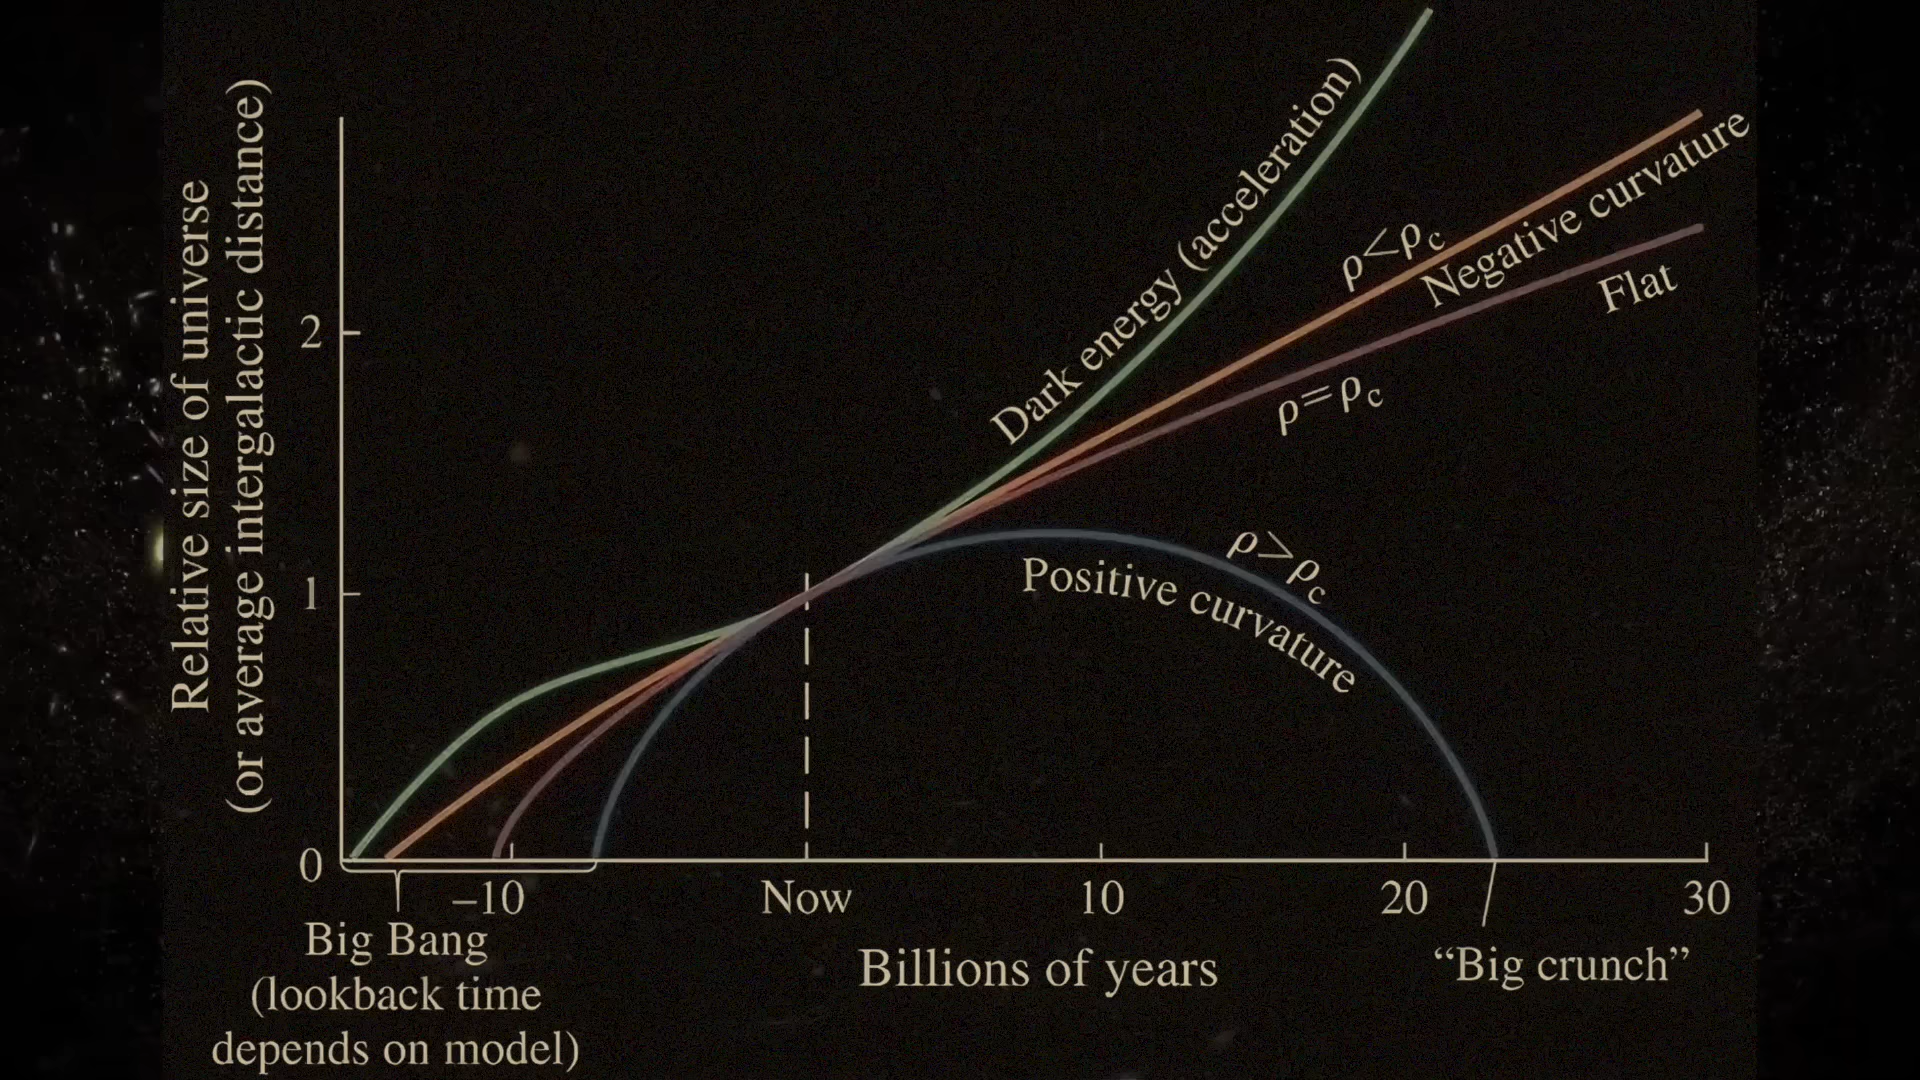 Relative size of universe
(or average intergalactic distance)
2
1
0
Dark energy (acceleration)
ρ<ρc
Negative curvature
Flat
ρ=ρc
ρ>ρc
Positive curvature
–10
Now
10
20
30
Big Bang
(lookback time
depends on model)
Billions of years
“Big crunch”